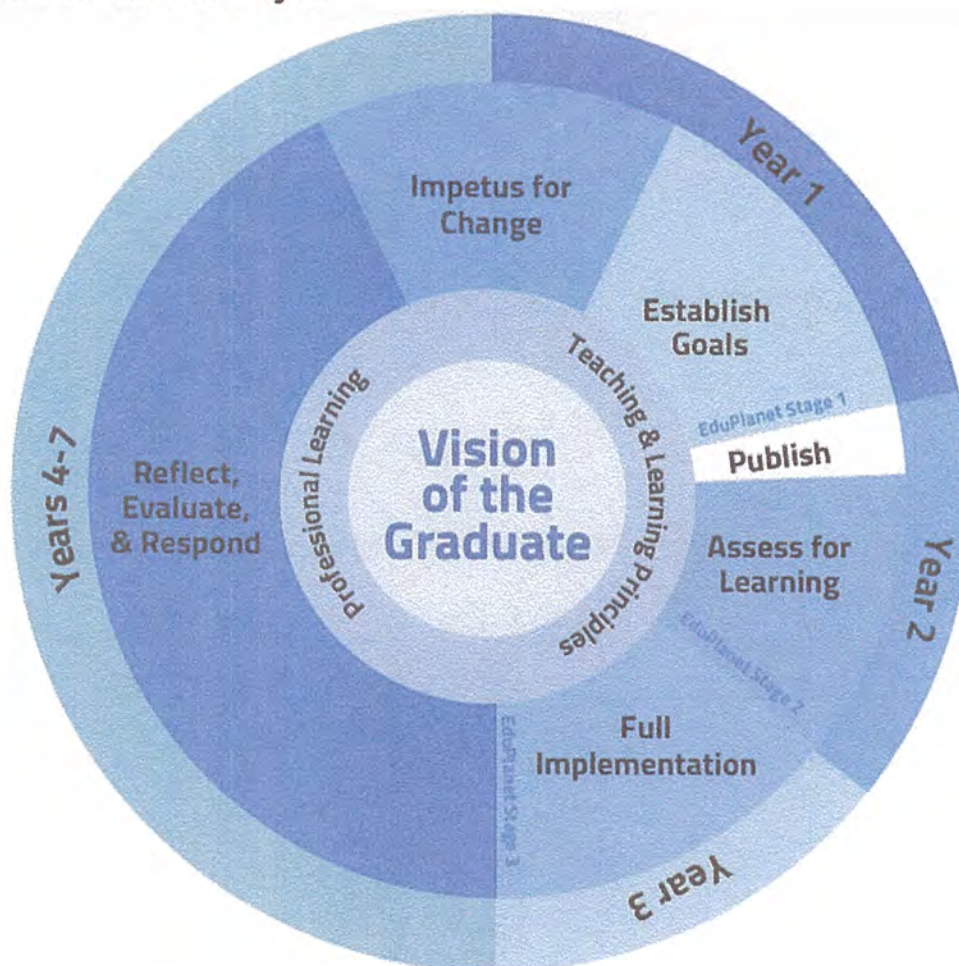 Impetus for
Change
Year 1
Establish
Goals
EduPlanet Stage 1
Publish
Year 2
Assess for
Learning
EduPlanet Stage 2
Full
Implementation
Year 3
EduPlanet Stage 3
Years 4-7
Reflect,
Evaluate,
& Respond
Professional Learning
Teaching & Learning Principles
Vision
of the
Graduate